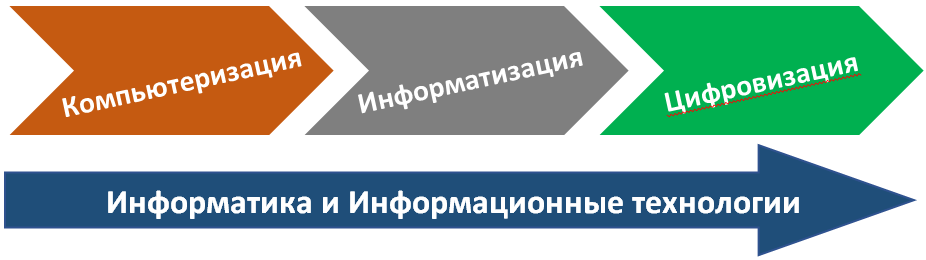 Компьютеризация
Информатизация
Цифровизация
Информатика и Информационные технологии